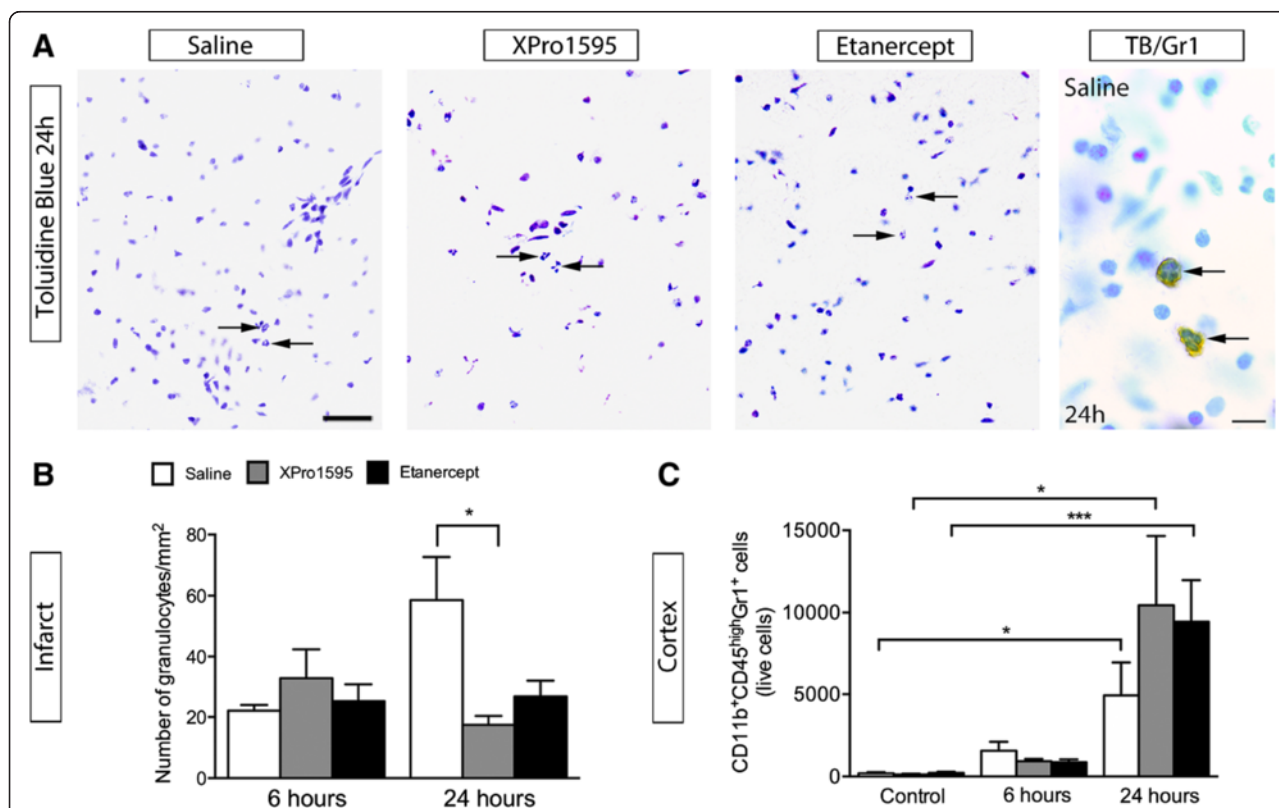 A
Saline
XPro1595
Etanercept
TB/Gr1
Toluidine Blue 24h
Saline
24h
B
Saline XPro1595 Etanercept
Infarct
Number of granulocytes/mm²
80
60
40
20
0
*
6 hours 24 hours
C
Cortex
CD11b⁺CD45ʰⁱᵍʰGr1⁺ cells
(live cells)
15000
10000
5000
0
*
***
*
Control 6 hours 24 hours